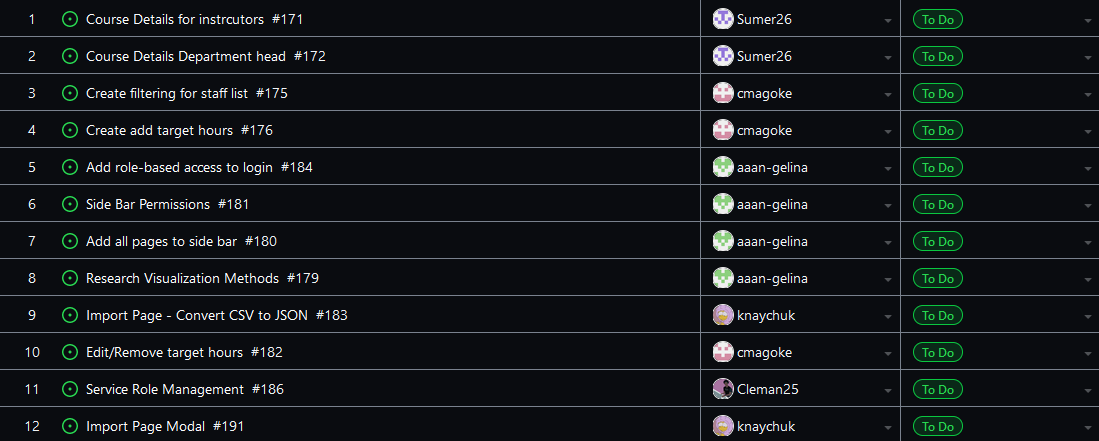 1 Course Details for instrcutors #171 Sumer26 To Do
2 Course Details Department head #172 Sumer26 To Do
3 Create filtering for staff list #175 cmagoke To Do
4 Create add target hours #176 cmagoke To Do
5 Add role-based access to login #184 aaan-gelina To Do
6 Side Bar Permissions #181 aaan-gelina To Do
7 Add all pages to side bar #180 aaan-gelina To Do
8 Research Visualization Methods #179 aaan-gelina To Do
9 Import Page - Convert CSV to JSON #183 knaychuk To Do
10 Edit/Remove target hours #182 cmagoke To Do
11 Service Role Management #186 Cleman25 To Do
12 Import Page Modal #191 knaychuk To Do